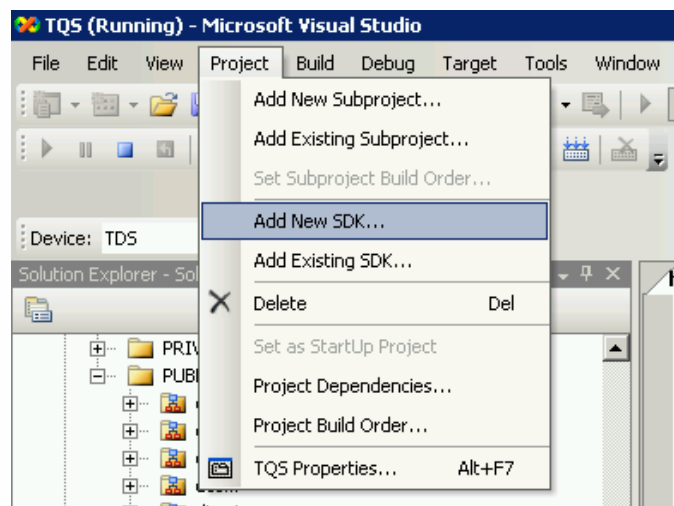 TQS (Running) - Microsoft Visual Studio
File Edit View Project Build Debug Target Tools Window
Add New Subproject...
Add Existing Subproject...
Set Subproject Build Order...
Add New SDK...
Device: TDS
Add Existing SDK...
Solution Explorer - Sol
Delete Del
Set as StartUp Project
PRIV
PUBl
Project Dependencies...
Project Build Order...
TQS Properties... Alt+F7